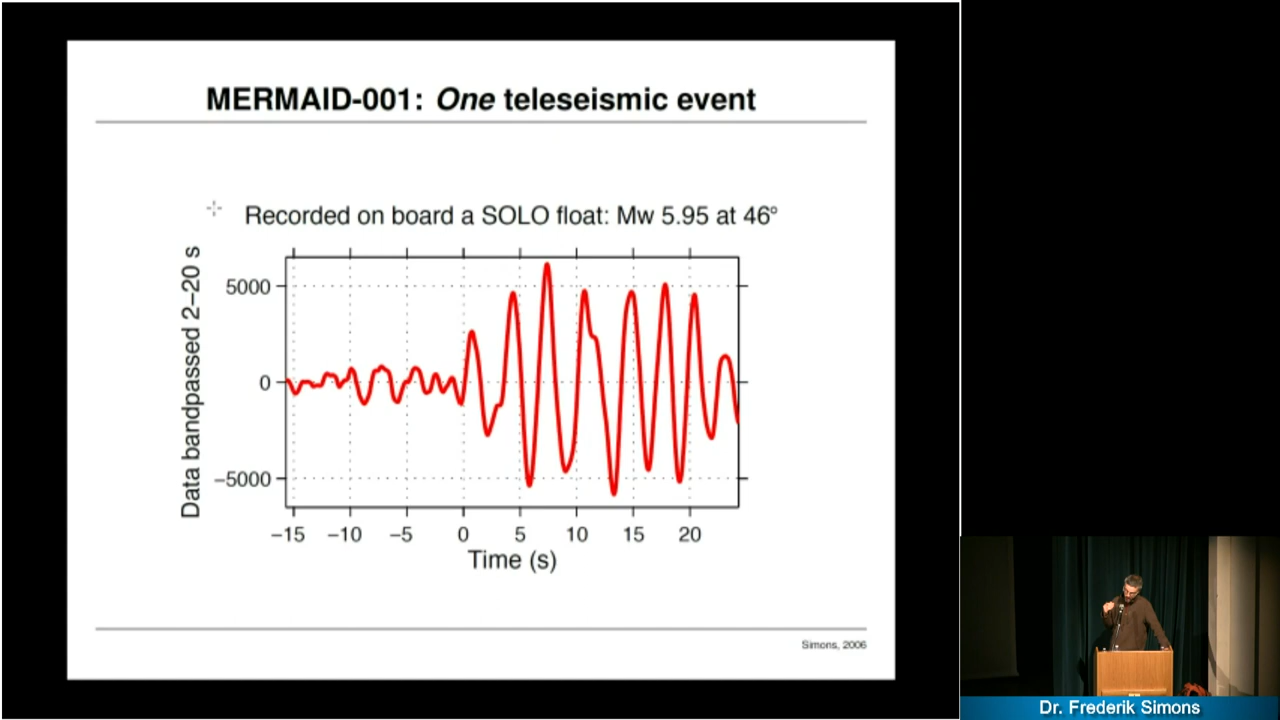 MERMAID-001: One teleseismic event
Recorded on board a SOLO float: Mw 5.95 at 46°
Data bandpassed 2–20 s
5000
0
−5000
−15 −10 −5 0 5 10 15 20
Time (s)
Simons, 2006
Dr. Frederik Simons